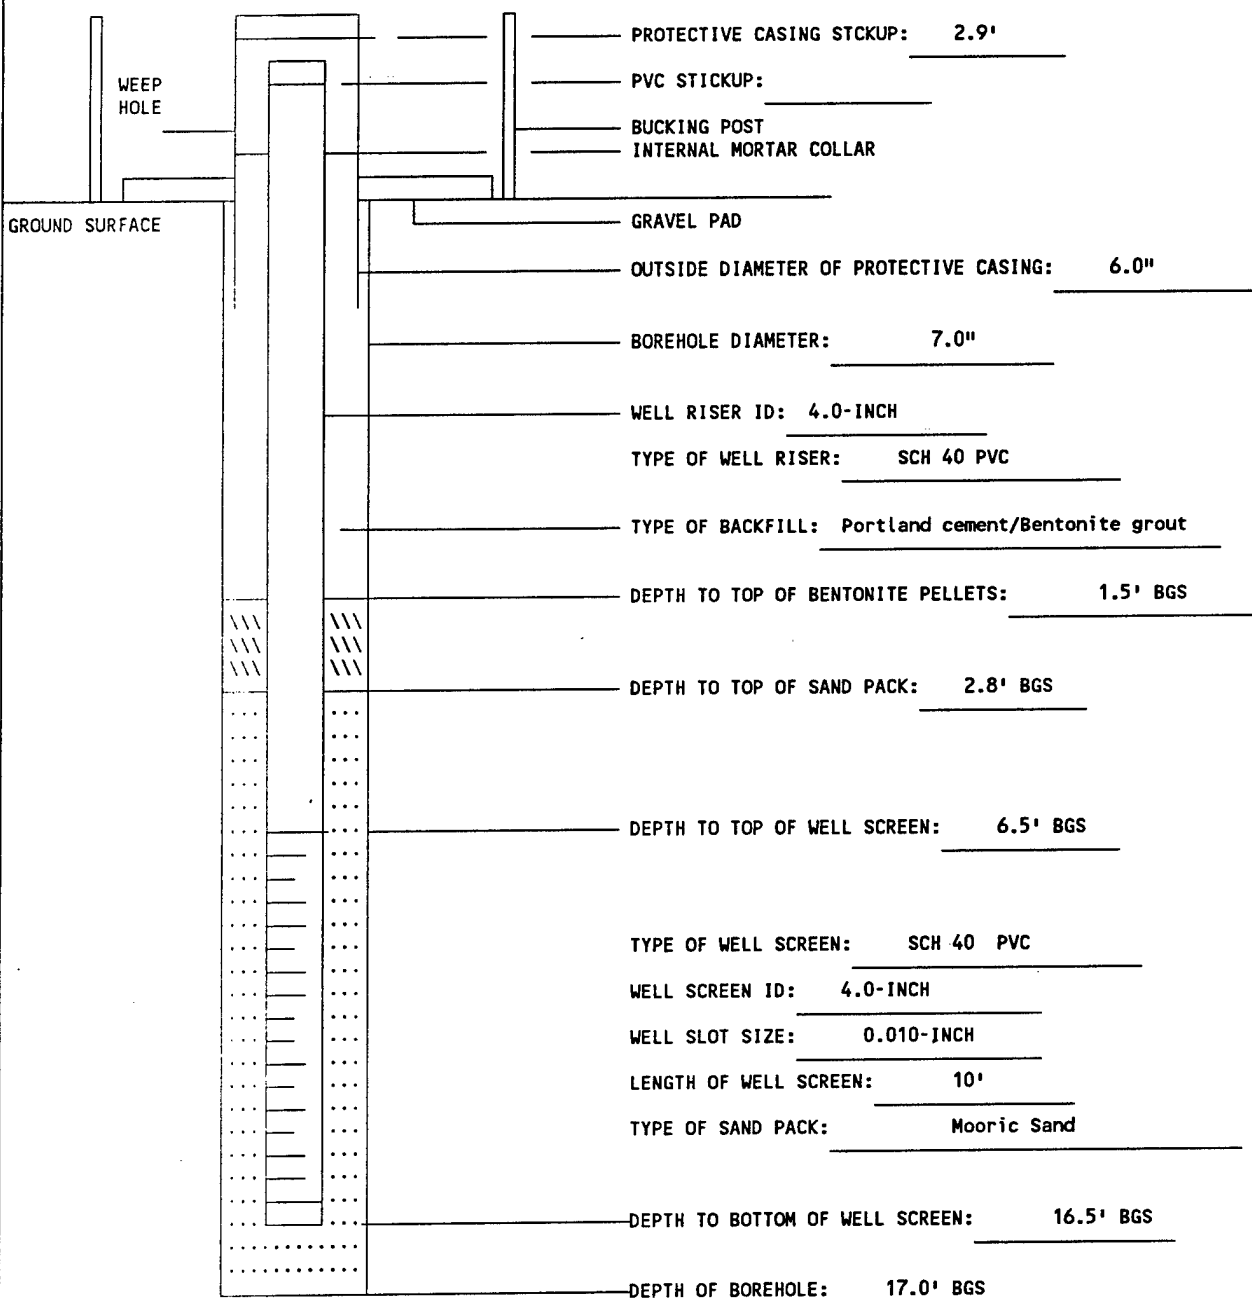 PROTECTIVE CASING STCKUP: 2.9'
WEEP
HOLE
PVC STICKUP:
BUCKING POST
INTERNAL MORTAR COLLAR
GROUND SURFACE
GRAVEL PAD
OUTSIDE DIAMETER OF PROTECTIVE CASING: 6.0"
BOREHOLE DIAMETER: 7.0"
WELL RISER ID: 4.0-INCH
TYPE OF WELL RISER: SCH 40 PVC
TYPE OF BACKFILL: Portland cement/Bentonite grout
DEPTH TO TOP OF BENTONITE PELLETS: 1.5' BGS
DEPTH TO TOP OF SAND PACK: 2.8' BGS
DEPTH TO TOP OF WELL SCREEN: 6.5' BGS
TYPE OF WELL SCREEN: SCH 40 PVC
WELL SCREEN ID: 4.0-INCH
WELL SLOT SIZE: 0.010-INCH
LENGTH OF WELL SCREEN: 10'
TYPE OF SAND PACK: Mooric Sand
DEPTH TO BOTTOM OF WELL SCREEN: 16.5' BGS
DEPTH OF BOREHOLE: 17.0' BGS